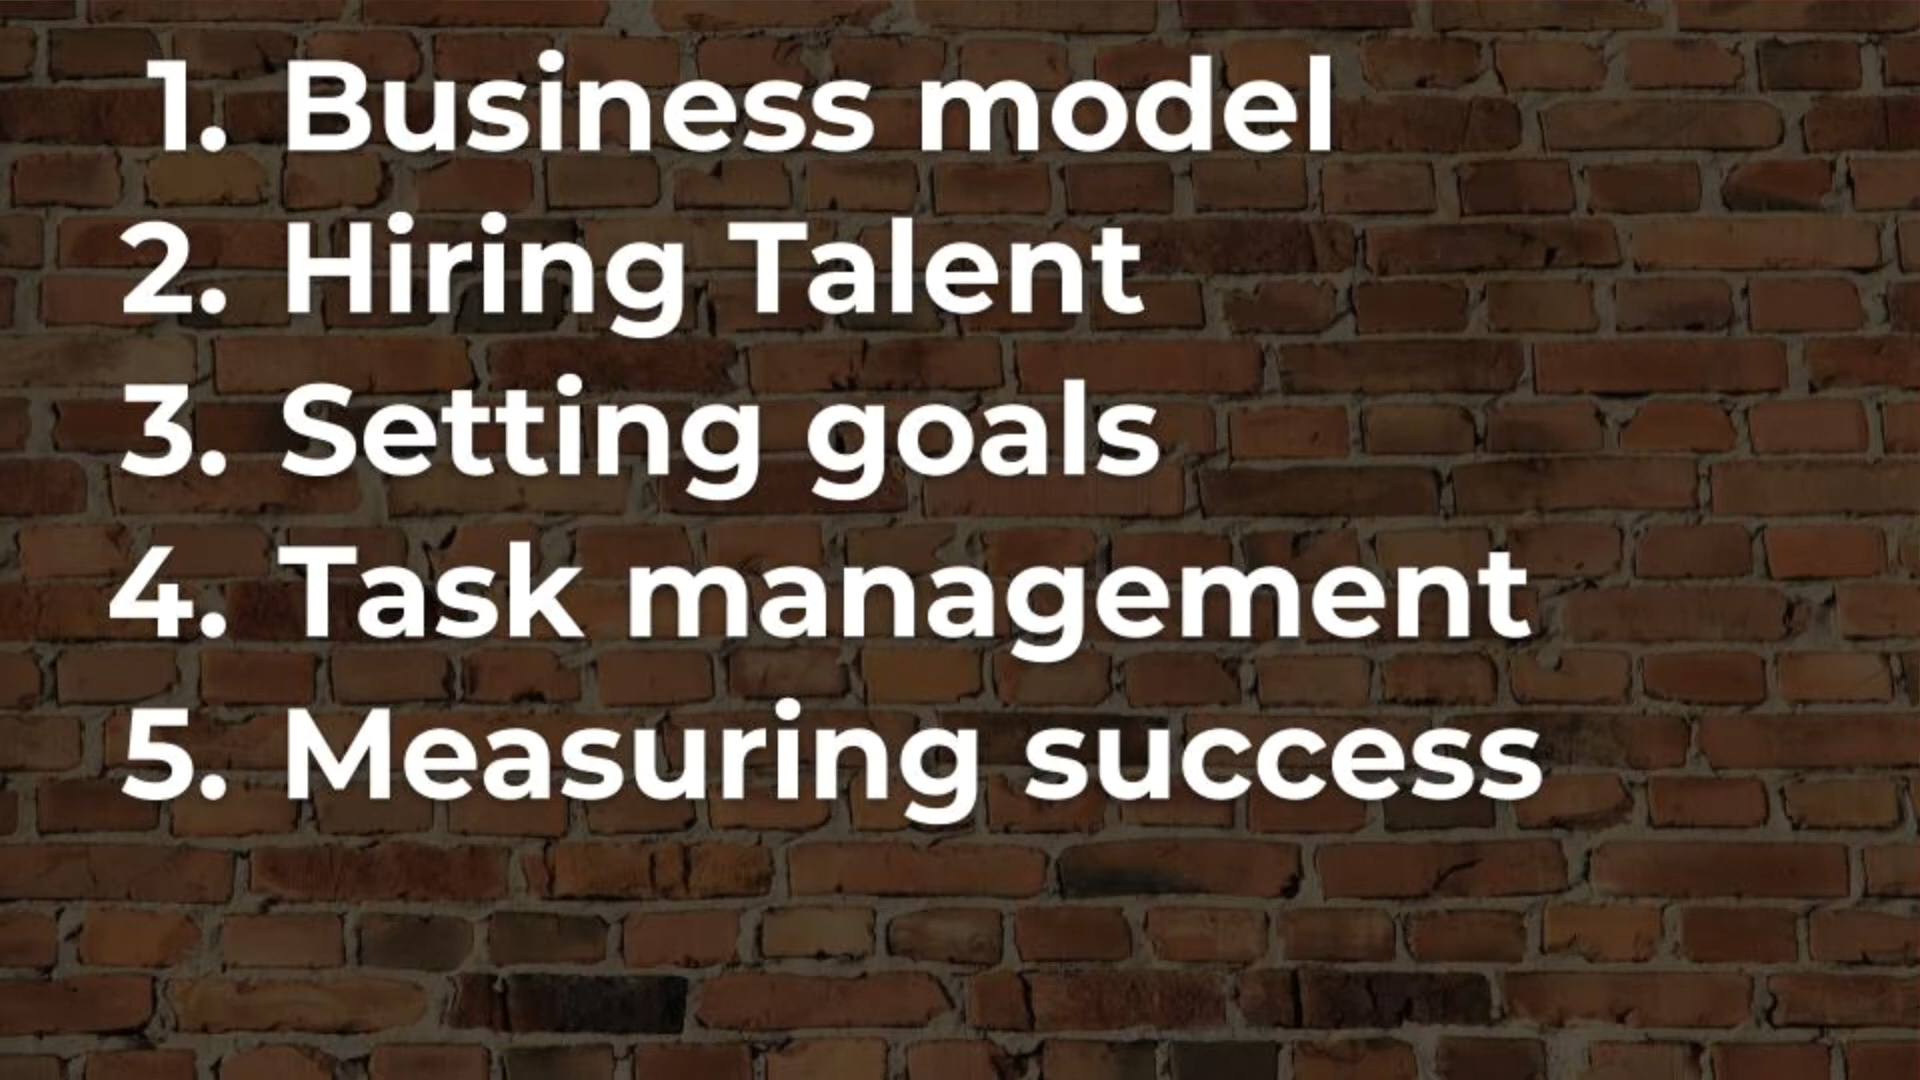 1. Business model
2. Hiring Talent
3. Setting goals
4. Task management
5. Measuring success